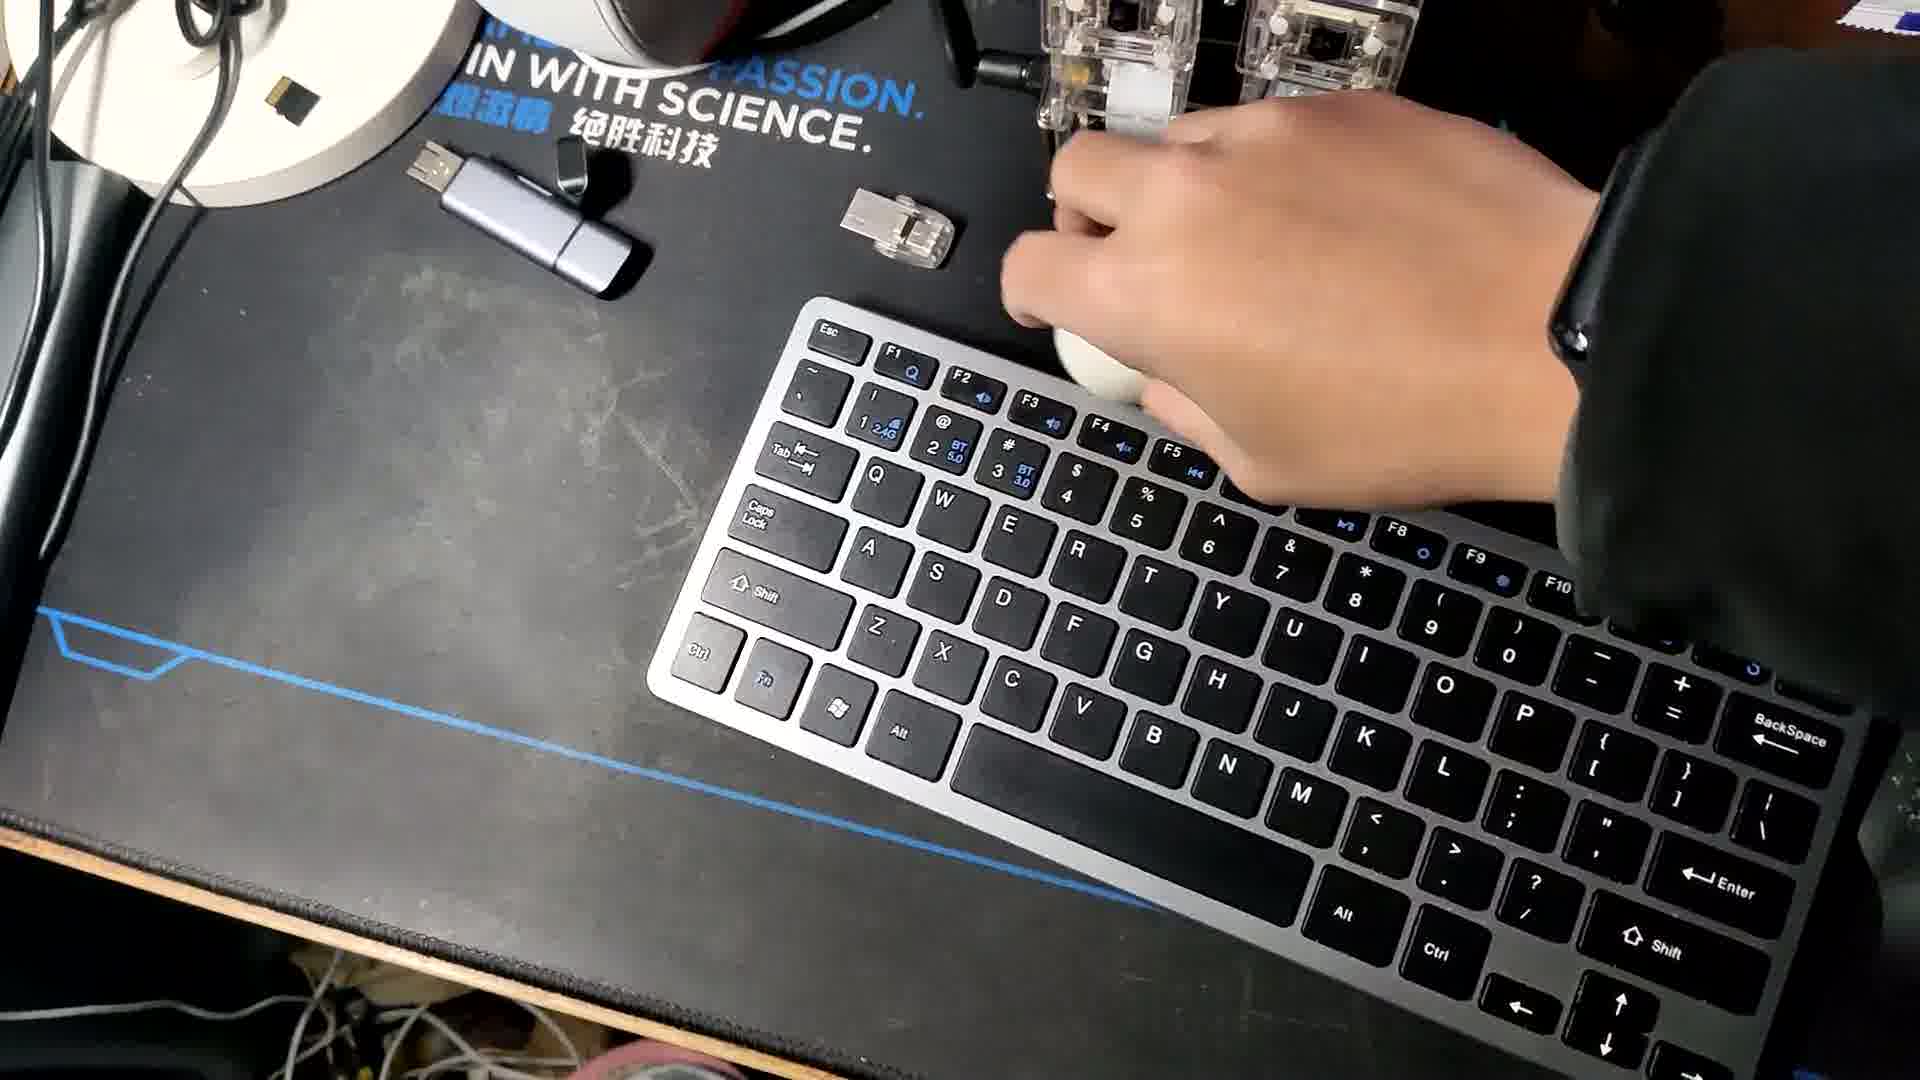 PASSION.
IN WITH SCIENCE.
绝胜科技
Esc
F1
F2
F3
F4
F5
F8
F9
F10
~ `
! 1 2.4G
@ 2 BT 5.0
# 3 BT 3.0
$ 4
% 5
^ 6
& 7
* 8
( 9
) 0
— -
+ =
BackSpace
Tab
Q
W
E
R
T
Y
U
I
O
P
{ [
} ]
| \
Caps Lock
A
S
D
F
G
H
J
K
L
: ;
" '
Enter
Shift
Z
X
C
V
B
N
M
< ,
> .
? /
Shift
Ctrl
Fn
Alt
Alt
Ctrl